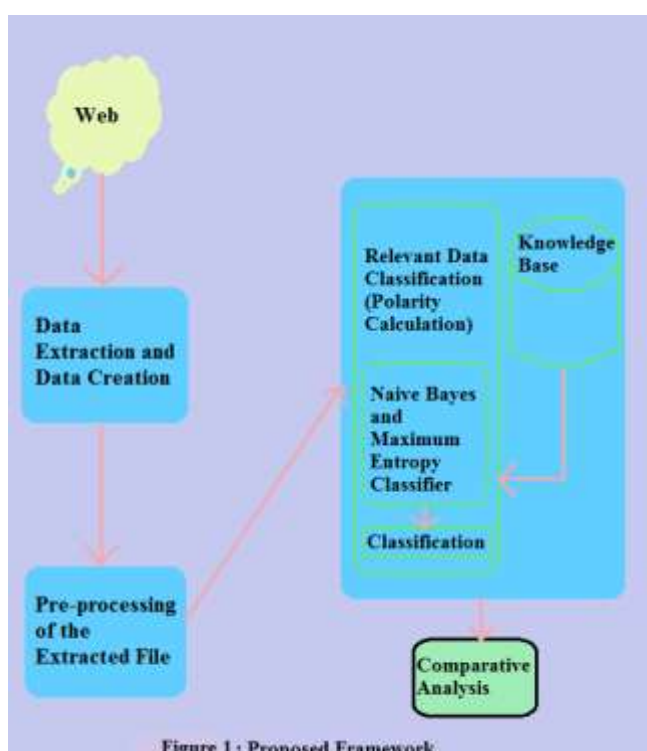 Web
Data
Extraction and
Data Creation
Pre-processing
of the
Extracted File
Relevant Data
Classification
(Polarity
Calculation)
Naive Bayes
and
Maximum
Entropy
Classifier
Classification
Knowledge
Base
Comparative
Analysis
Figure 1 : Proposed Framework